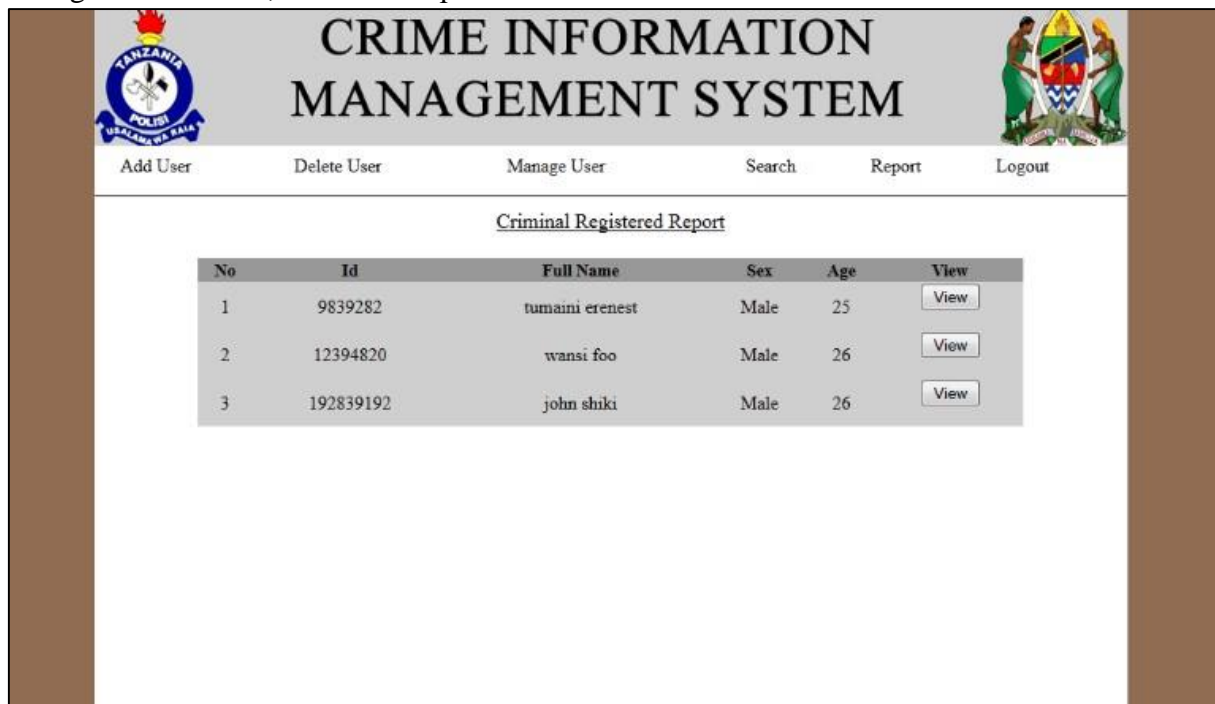 CRIME INFORMATION
MANAGEMENT SYSTEM
TANZANIA
POLISI
USALAMA WA RAIA
Add User Delete User Manage User Search Report Logout
Criminal Registered Report
No Id Full Name Sex Age View
1 9839282 tumaini erenest Male 25 View
2 12394820 wansi foo Male 26 View
3 192839192 john shiki Male 26 View